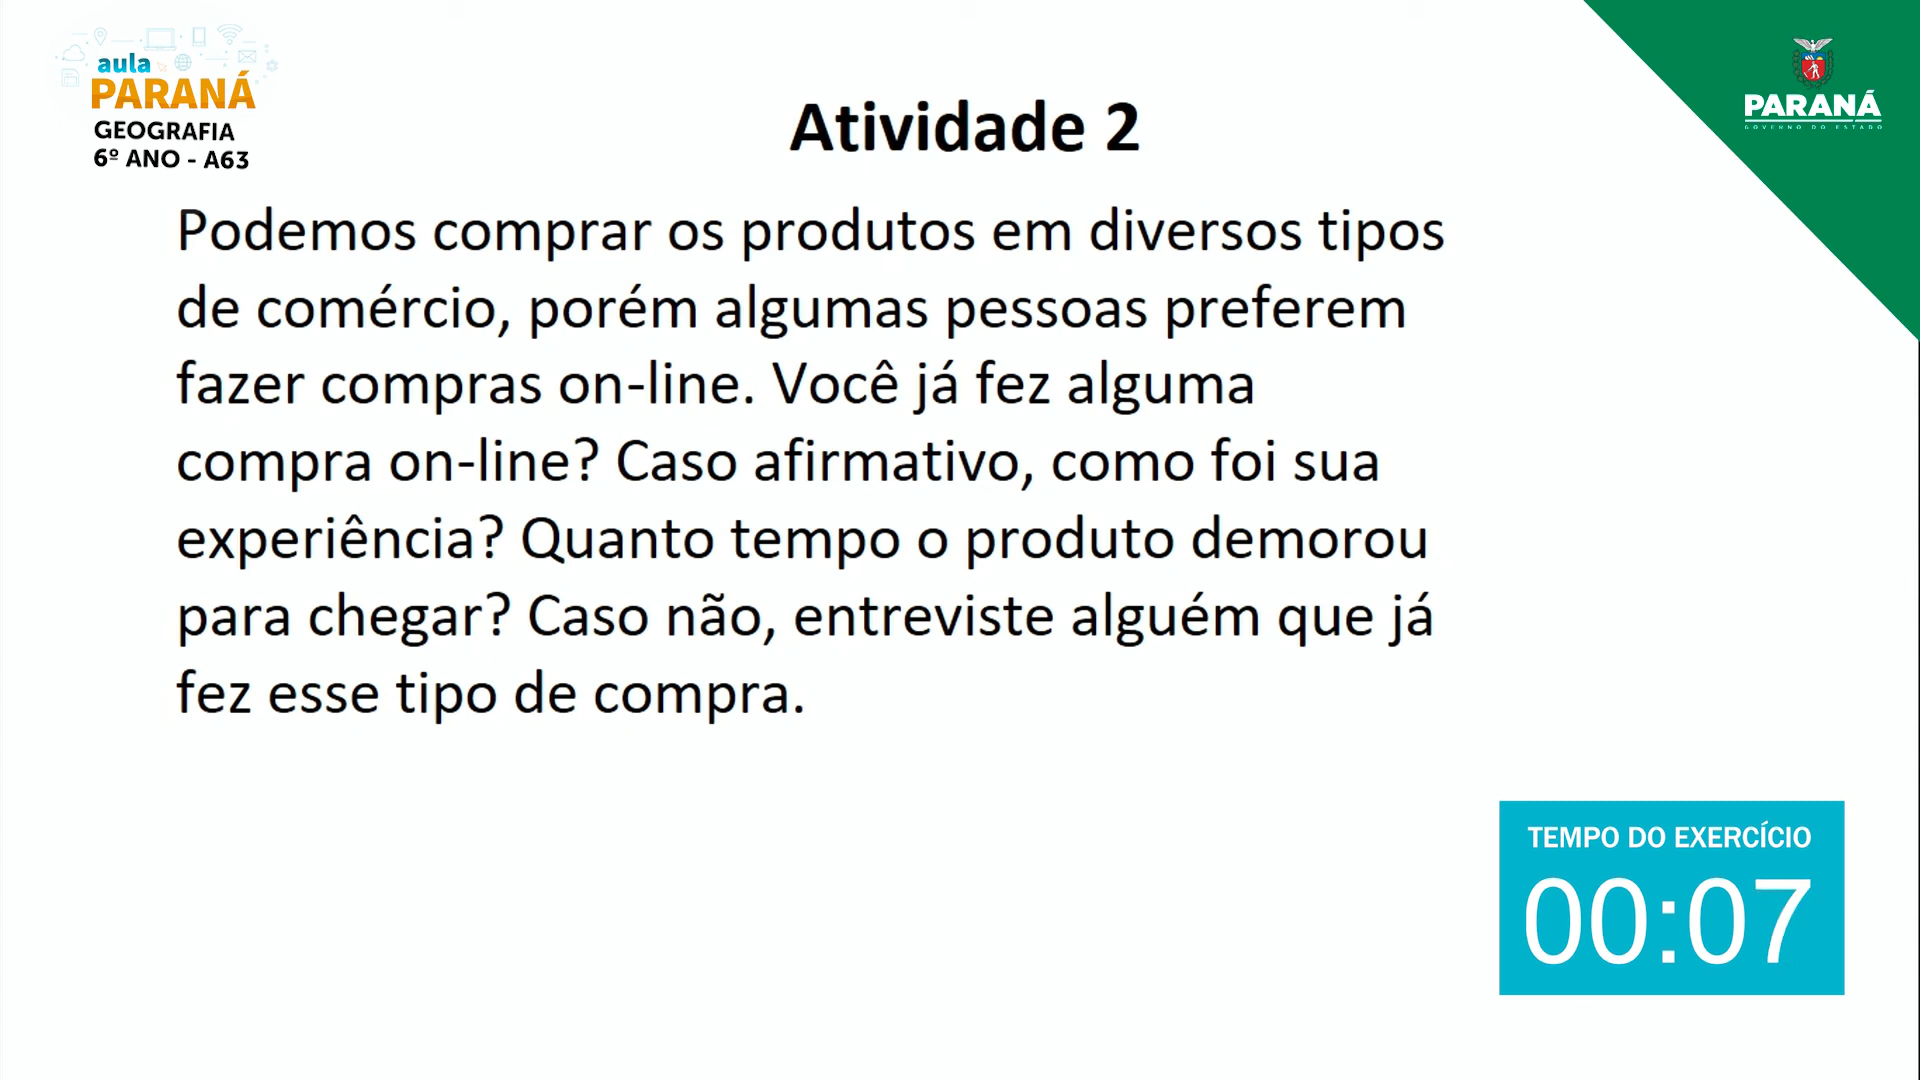 aula
PARANÁ
GEOGRAFIA
6º ANO - A63
PARANÁ
GOVERNO DO ESTADO
Atividade 2
Podemos comprar os produtos em diversos tipos
de comércio, porém algumas pessoas preferem
fazer compras on-line. Você já fez alguma
compra on-line? Caso afirmativo, como foi sua
experiência? Quanto tempo o produto demorou
para chegar? Caso não, entreviste alguém que já
fez esse tipo de compra.
TEMPO DO EXERCÍCIO
00:07